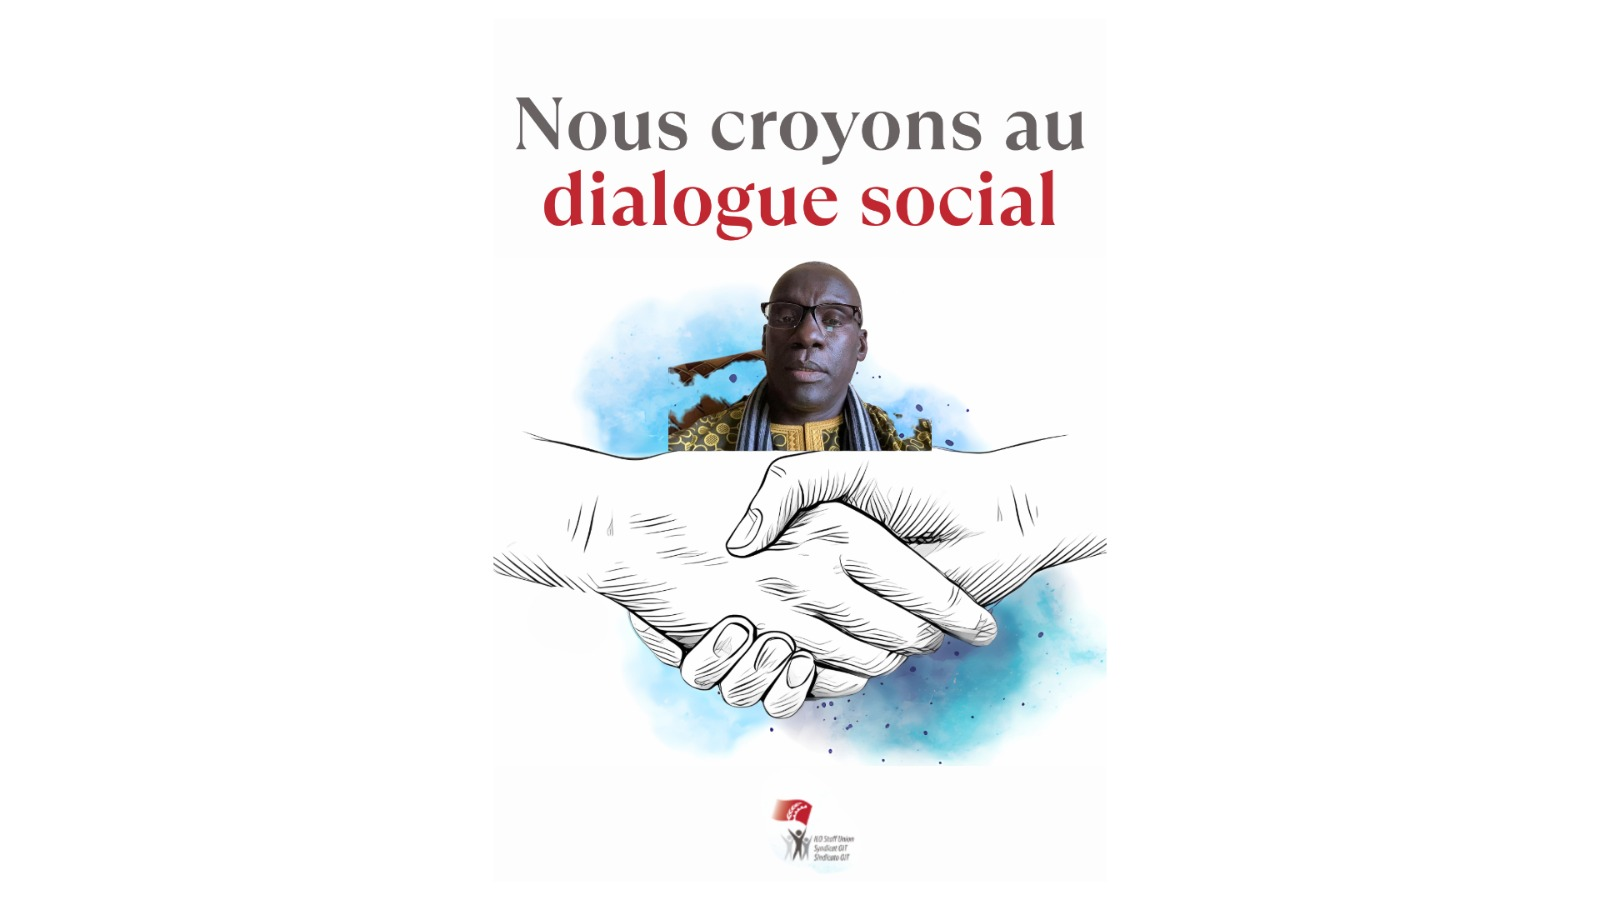 Nous croyons au
dialogue social
ILO Staff Union
Syndicat OIT
Sindicato OIT